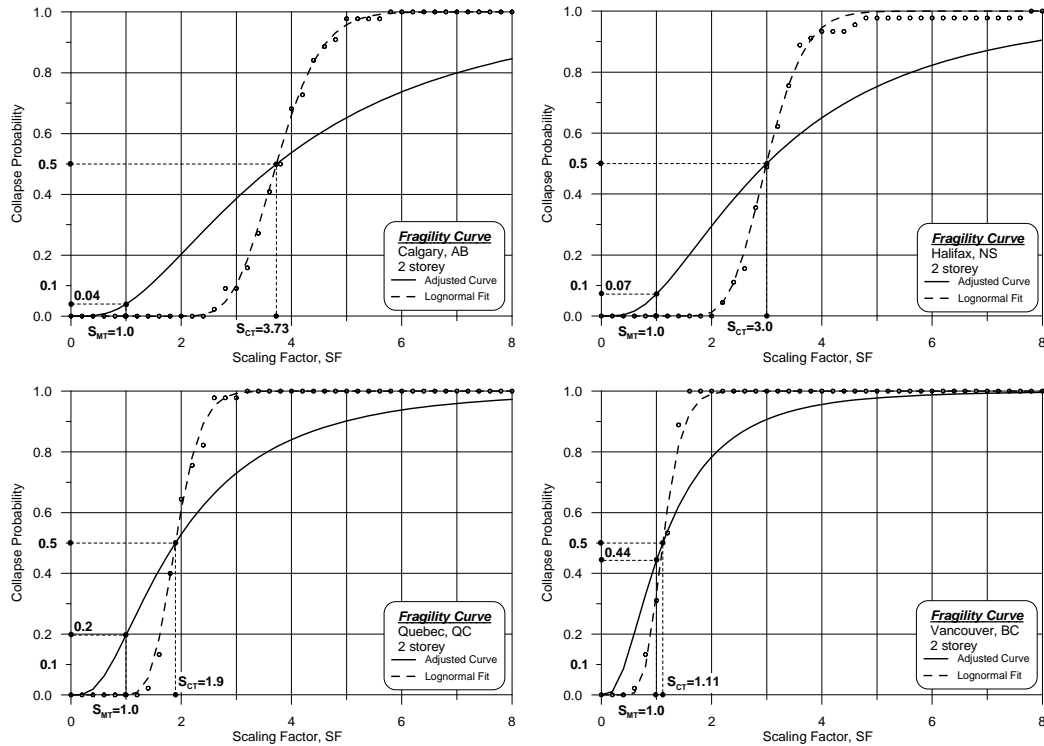 1.0
0.8
0.6
0.5
0.4
0.2
0.1
0.0
Collapse Probability
0.04
Fragility Curve
Calgary, AB
2 storey
Adjusted Curve
Lognormal Fit
0 2 4 6 8
S_MT=1.0
S_CT=3.73
Scaling Factor, SF
1.0
0.8
0.6
0.5
0.4
0.2
0.1
0.0
Collapse Probability
0.07
Fragility Curve
Halifax, NS
2 storey
Adjusted Curve
Lognormal Fit
0 2 4 6 8
S_MT=1.0
S_CT=3.0
Scaling Factor, SF
1.0
0.8
0.6
0.5
0.4
0.2
0.1
0.0
Collapse Probability
0.2
Fragility Curve
Quebec, QC
2 storey
Adjusted Curve
Lognormal Fit
S_CT=1.9
0 2 4 6 8
S_MT=1.0
Scaling Factor, SF
1.0
0.8
0.6
0.5
0.4
0.2
0.1
0.0
Collapse Probability
0.44
Fragility Curve
Vancouver, BC
2 storey
Adjusted Curve
Lognormal Fit
S_CT=1.11
0 2 4 6 8
S_MT=1.0
Scaling Factor, SF